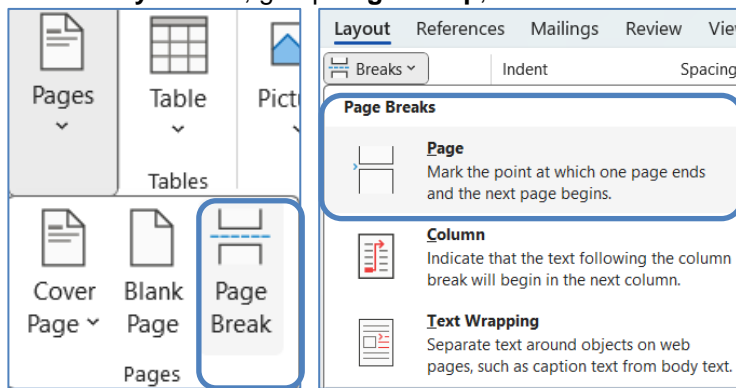 Pages
Table
Tables
Cover
Page
Blank
Page
Page
Break
Pages
Layout References Mailings Review
Breaks
Indent
Spacing
Page Breaks
Page
Mark the point at which one page ends
and the next page begins.
Column
Indicate that the text following the column
break will begin in the next column.
Text Wrapping
Separate text around objects on web
pages, such as caption text from body text.